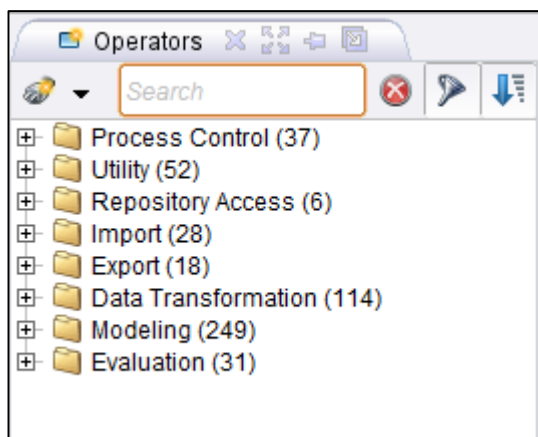 Operators
Search
Process Control (37)
Utility (52)
Repository Access (6)
Import (28)
Export (18)
Data Transformation (114)
Modeling (249)
Evaluation (31)